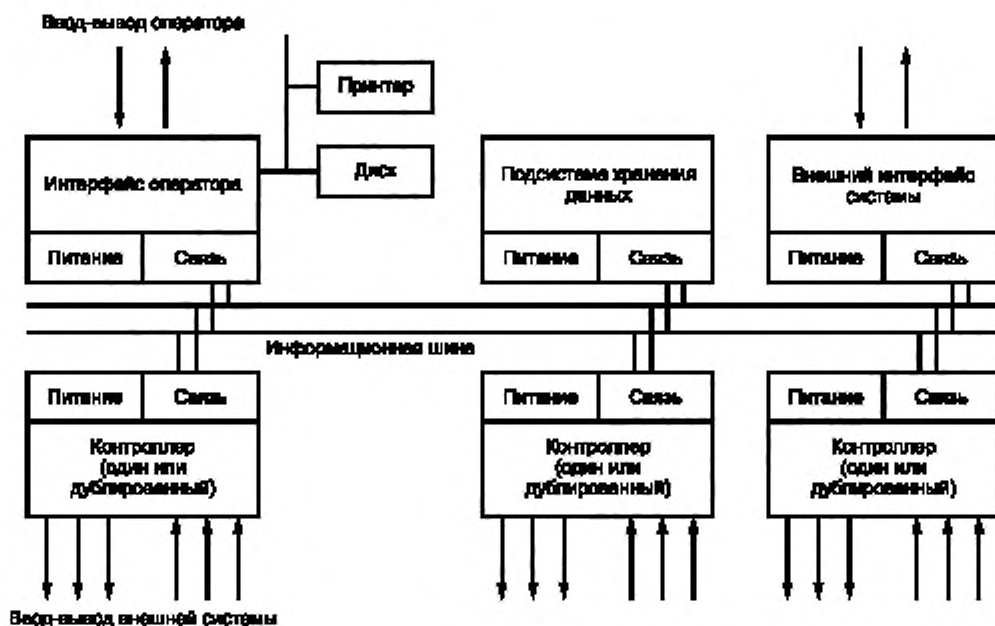 Ввод-вывод оператора
Принтер
Диск
Интерфейс оператора
Питание
Связь
Подсистема хранения
данных
Питание
Связь
Внешний интерфейс
системы
Питание
Связь
Информационная шина
Питание
Связь
Контроллер
(один или
дублированный)
Питание
Связь
Контроллер
(один или
дублированный)
Питание
Связь
Контроллер
(один или
дублированный)
Ввод-вывод внешней системы